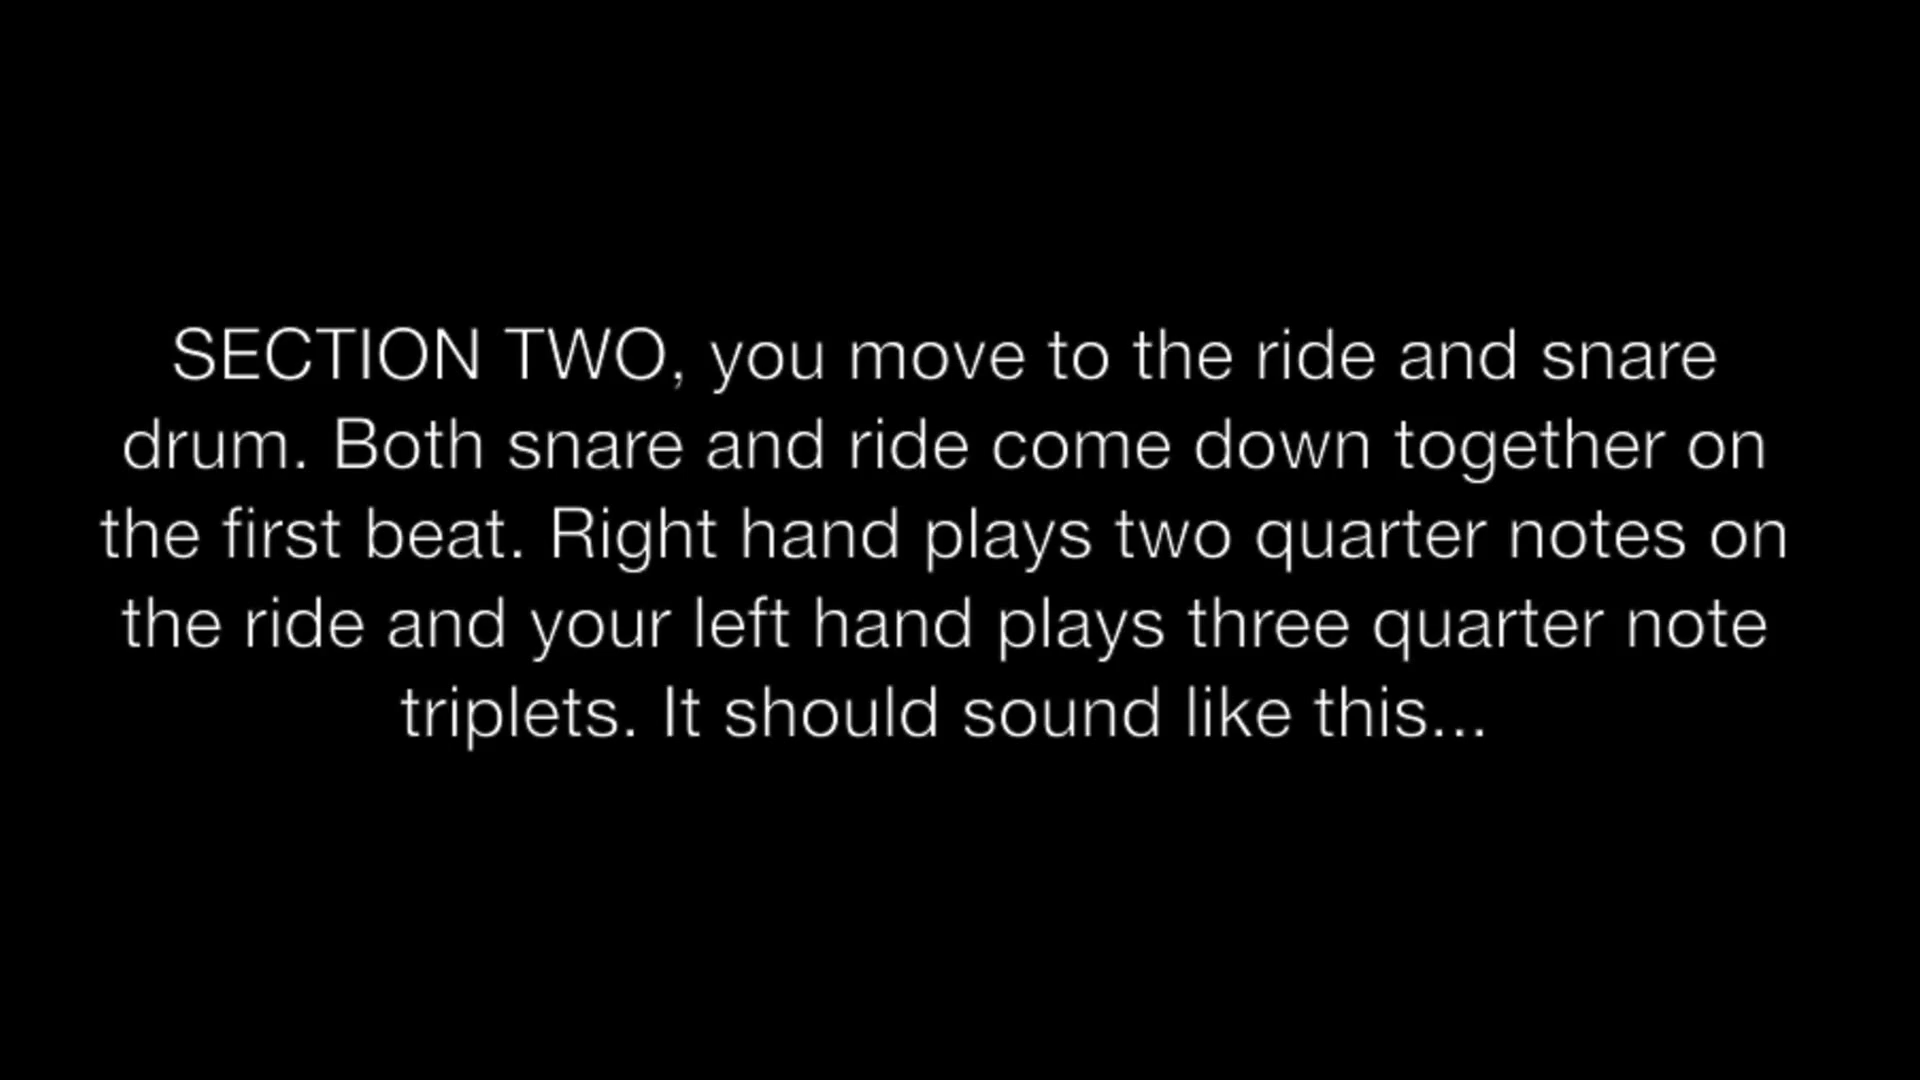 SECTION TWO, you move to the ride and snare
drum. Both snare and ride come down together on
the first beat. Right hand plays two quarter notes on
the ride and your left hand plays three quarter note
triplets. It should sound like this...